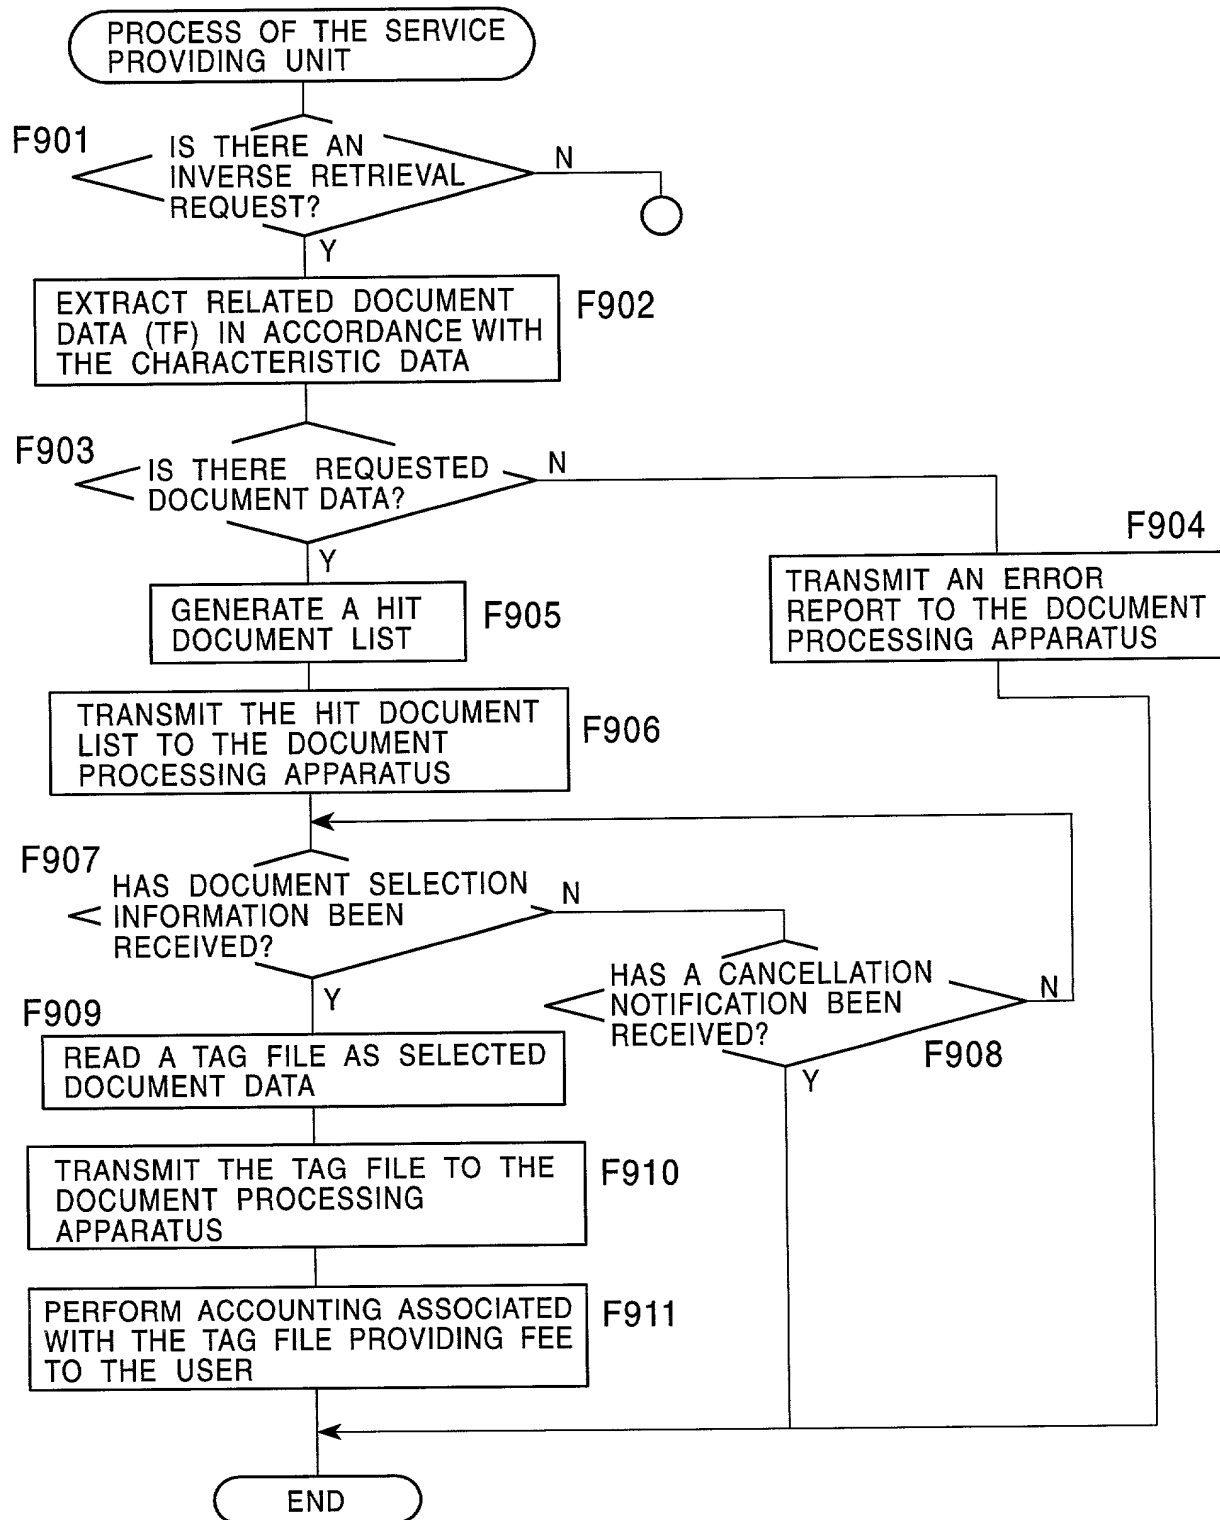 PROCESS OF THE SERVICE
PROVIDING UNIT
F901
IS THERE AN
INVERSE RETRIEVAL
REQUEST?
N
Y
EXTRACT RELATED DOCUMENT
DATA (TF) IN ACCORDANCE WITH
THE CHARACTERISTIC DATA
F902
F903
IS THERE REQUESTED
DOCUMENT DATA?
N
Y
F904
TRANSMIT AN ERROR
REPORT TO THE DOCUMENT
PROCESSING APPARATUS
GENERATE A HIT
DOCUMENT LIST
F905
TRANSMIT THE HIT DOCUMENT
LIST TO THE DOCUMENT
PROCESSING APPARATUS
F906
F907
HAS DOCUMENT SELECTION
INFORMATION BEEN
RECEIVED?
N
Y
HAS A CANCELLATION
NOTIFICATION BEEN
RECEIVED?
N
F908
Y
F909
READ A TAG FILE AS SELECTED
DOCUMENT DATA
TRANSMIT THE TAG FILE TO THE
DOCUMENT PROCESSING
APPARATUS
F910
PERFORM ACCOUNTING ASSOCIATED
WITH THE TAG FILE PROVIDING FEE
TO THE USER
F911
END